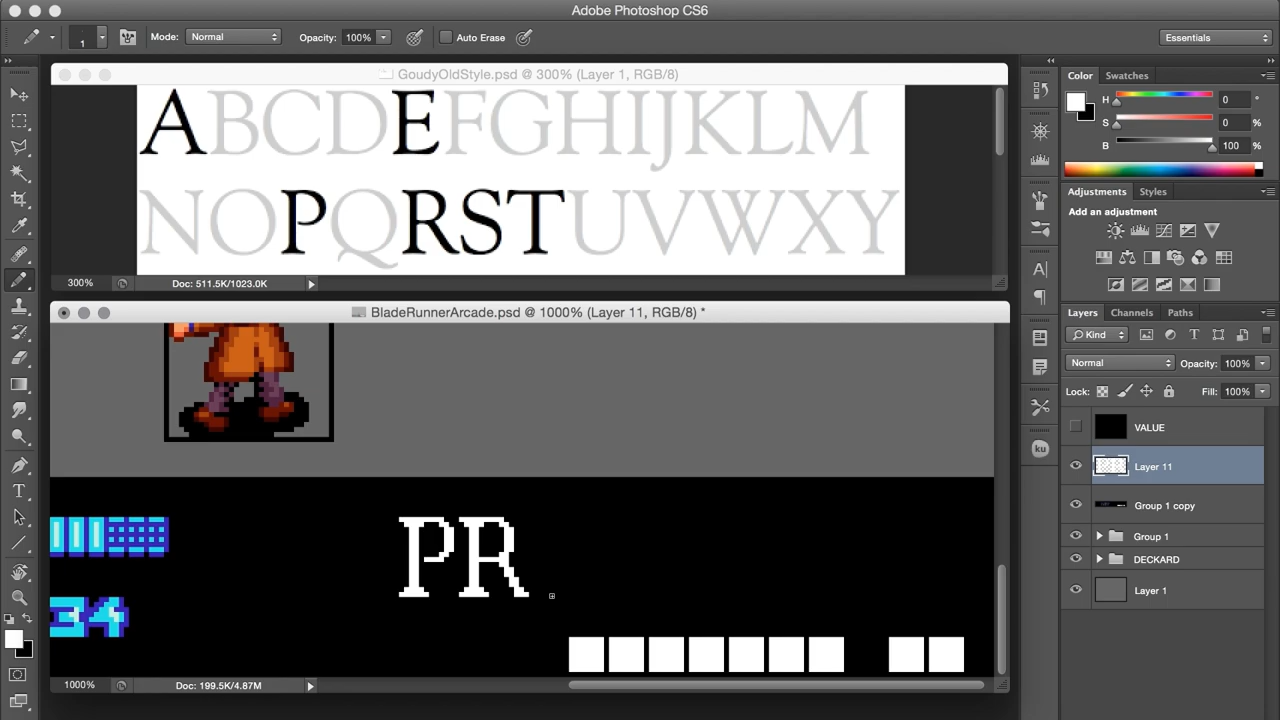 Adobe Photoshop CS6
1 Mode: Normal Opacity: 100% Auto Erase Essentials
GoudyOldStyle.psd @ 300% (Layer 1, RGB/8)
ABCDEFGHIJKLM
NOPQRSTUVWXY
300% Doc: 511.5K/1023.0K
BladeRunnerArcade.psd @ 1000% (Layer 11, RGB/8) *
PR
1000% Doc: 199.5K/4.87M
Color Swatches
H 0 °
S 0 %
B 100 %
Adjustments Styles
Add an adjustment
Layers Channels Paths
Kind
Normal Opacity: 100%
Lock: Fill: 100%
VALUE
Layer 11
Group 1 copy
Group 1
DECKARD
Layer 1
ku